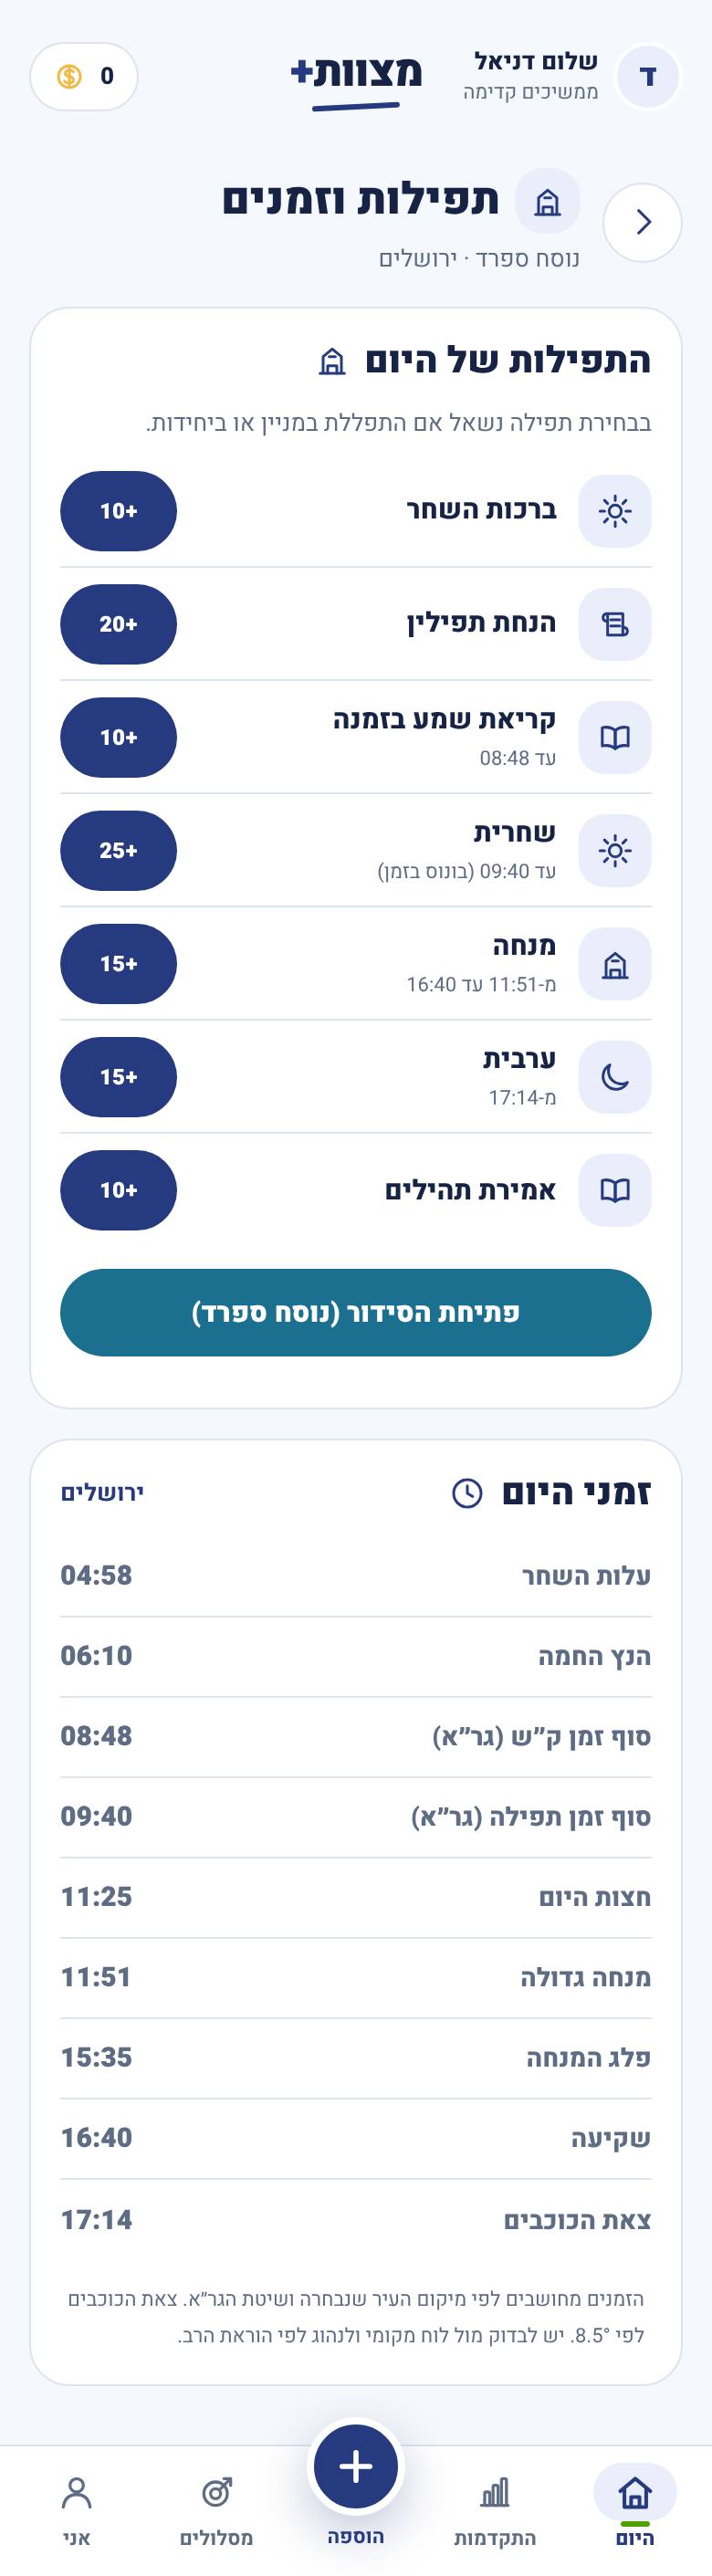 ד
שלום דניאל
ממשיכים קדימה
מצוות+
0
תפילות וזמנים
נוסח ספרד · ירושלים
התפילות של היום
בבחירת תפילה נשאל אם התפללת במניין או ביחידות.
ברכות השחר
+10
הנחת תפילין
+20
קריאת שמע בזמנה
עד 08:48
+10
שחרית
עד 09:40 (בונוס בזמן)
+25
מנחה
מ-11:51 עד 16:40
+15
ערבית
מ-17:14
+15
אמירת תהילים
+10
פתיחת הסידור (נוסח ספרד)
זמני היום
ירושלים
עלות השחר 04:58
הנץ החמה 06:10
סוף זמן ק״ש (גר״א) 08:48
סוף זמן תפילה (גר״א) 09:40
חצות היום 11:25
מנחה גדולה 11:51
פלג המנחה 15:35
שקיעה 16:40
צאת הכוכבים 17:14
הזמנים מחושבים לפי מיקום העיר שנבחרה ושיטת הגר״א. צאת הכוכבים
לפי 8.5°. יש לבדוק מול לוח מקומי ולנהוג לפי הוראת הרב.
היום
התקדמות
הוספה
מסלולים
אני